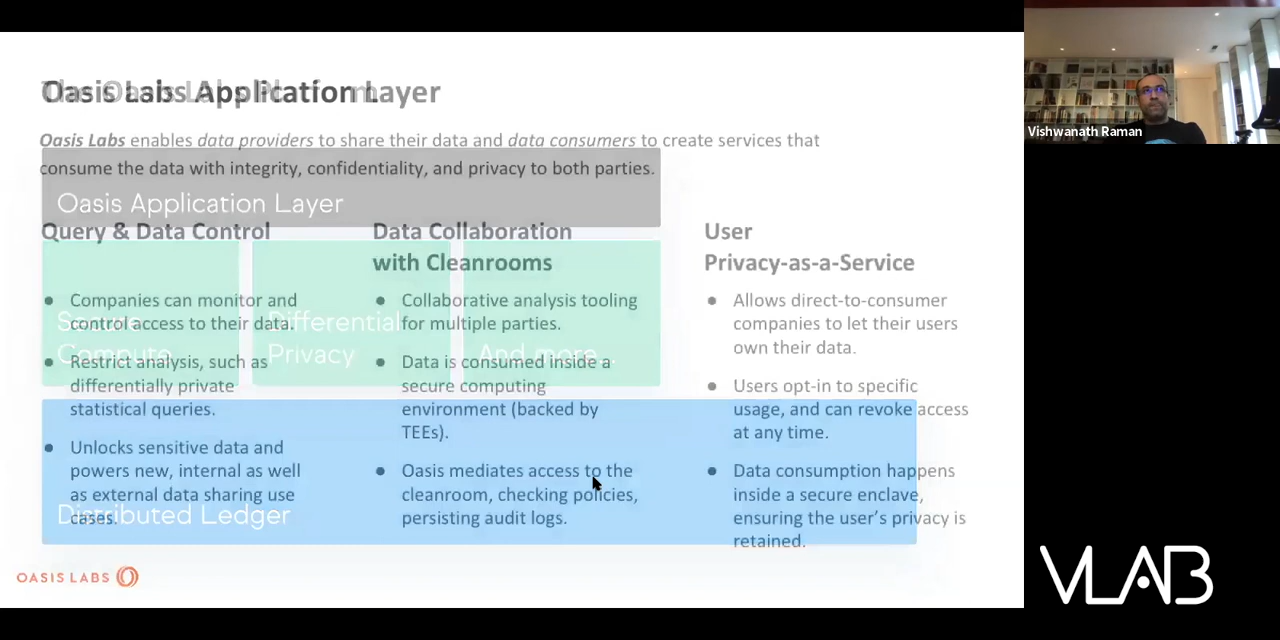 Oasis Labs Application Layer
Oasis Labs enables data providers to share their data and data consumers to create services that
consume the data with integrity, confidentiality, and privacy to both parties.
Oasis Application Layer
Query & Data Control
Companies can monitor and
control access to their data.
Restrict analysis, such as
differentially private
statistical queries.
Unlocks sensitive data and
powers new, internal as well
as external data sharing use
cases.
Data Collaboration
with Cleanrooms
Collaborative analysis tooling
for multiple parties.
Data is consumed inside a
secure computing
environment (backed by
TEEs).
Oasis mediates access to the
cleanroom, checking policies,
persisting audit logs.
User
Privacy-as-a-Service
Allows direct-to-consumer
companies to let their users
own their data.
Users opt-in to specific
usage, and can revoke access
at any time.
Data consumption happens
inside a secure enclave,
ensuring the user's privacy is
retained.
Secure
Compute
Differential
Privacy
And more...
Distributed Ledger
OASIS LABS
Vishwanath Raman
VLAB